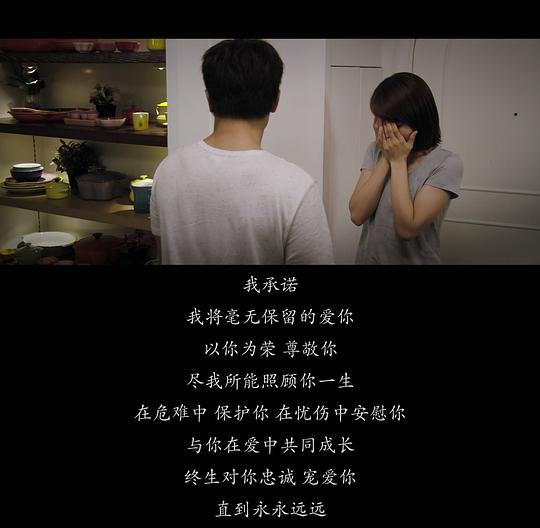 我承诺
我将毫无保留的爱你
以你为荣 尊敬你
尽我所能照顾你一生
在危难中 保护你 在忧伤中安慰你
与你在爱中共同成长
终生对你忠诚 宠爱你
直到永永远远